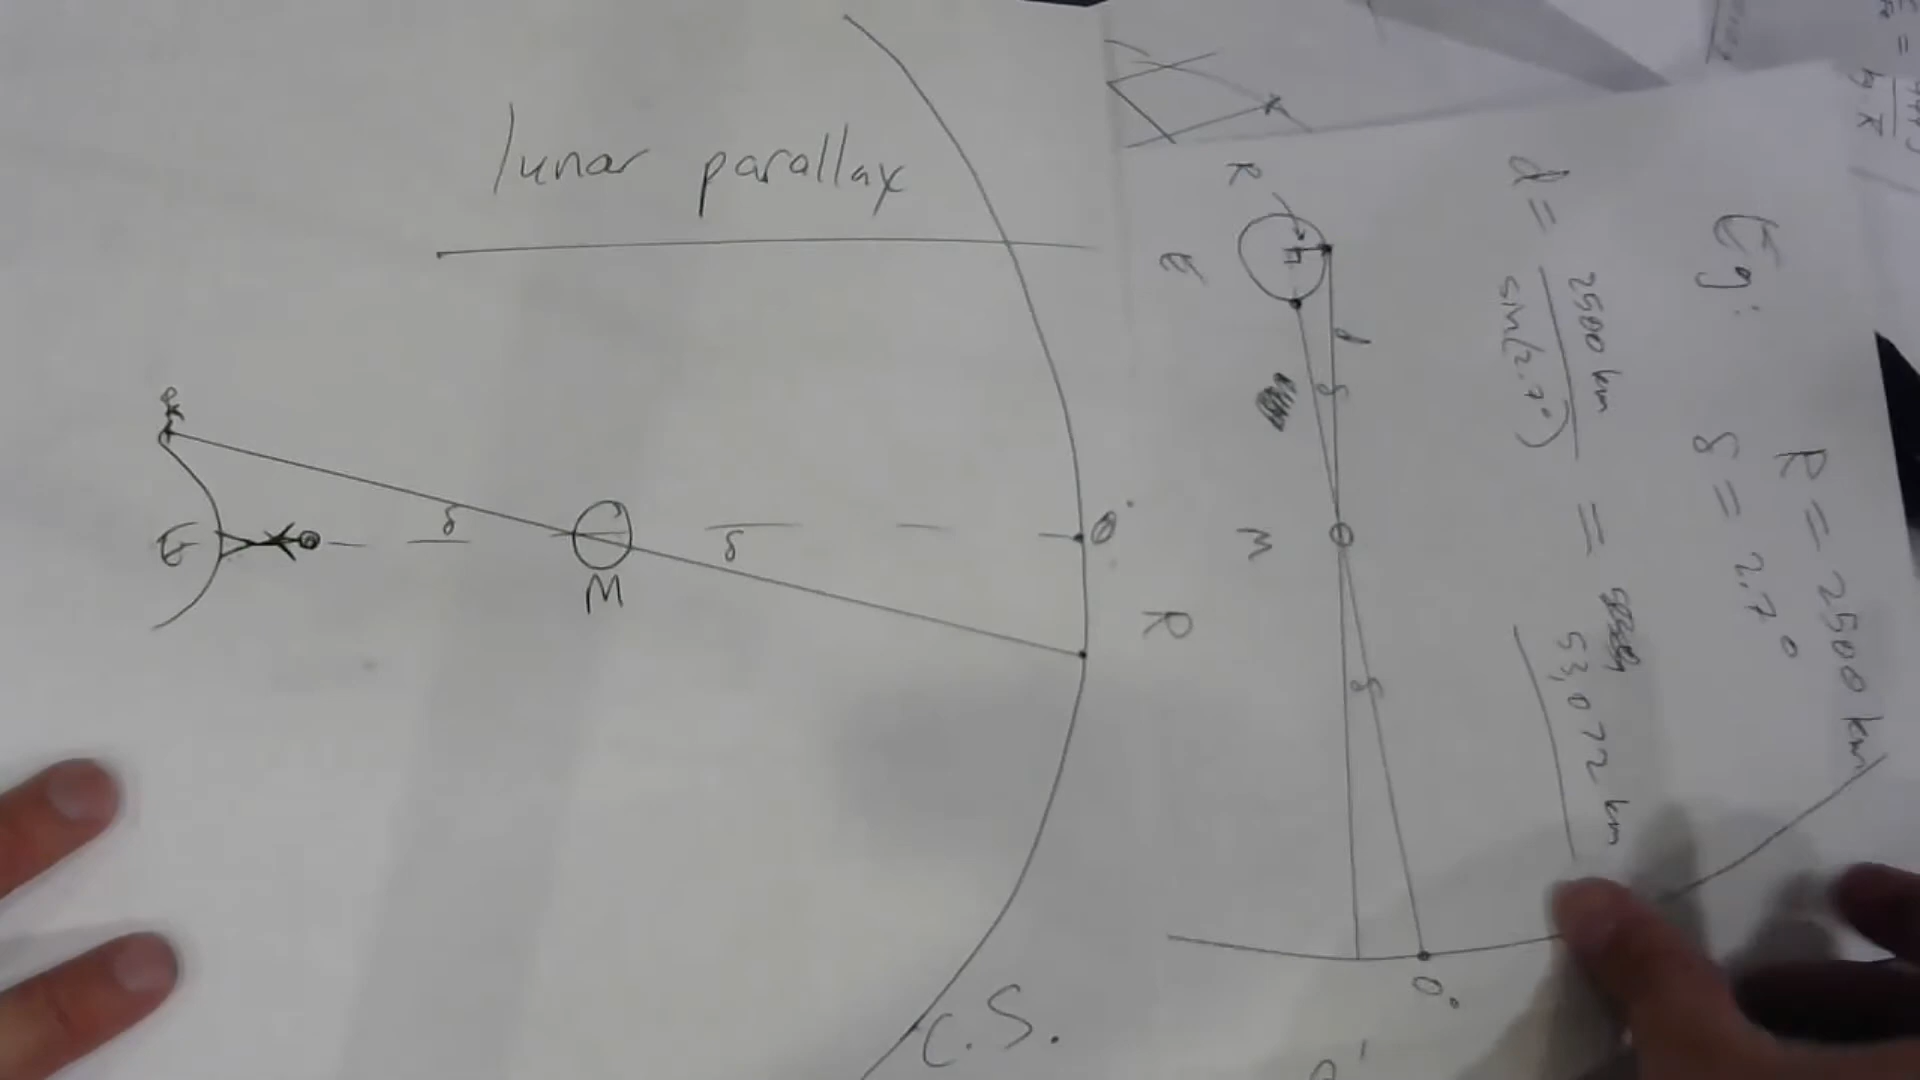 lunar parallax
E
δ
M
δ
0°
C.S.
Eg:
R = 2500 km
δ = 2.7°
d = 2500 km / sin(2.7°) = 53,072 km
R
E
d
δ
M
δ
0°
R